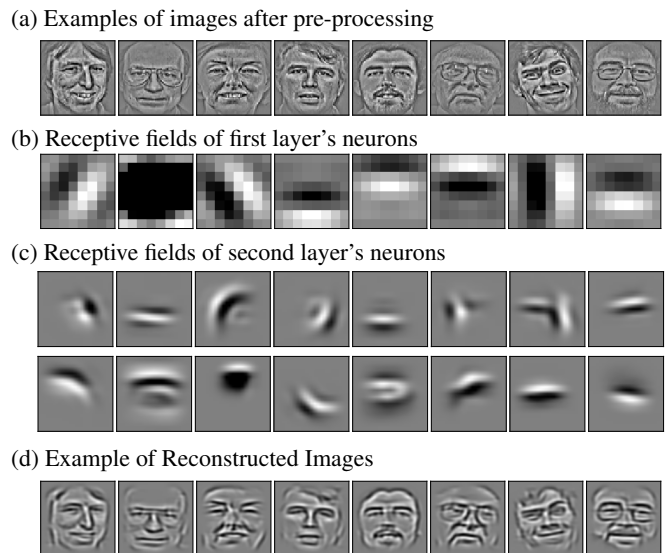 (a) Examples of images after pre-processing
(b) Receptive fields of first layer's neurons
(c) Receptive fields of second layer's neurons
(d) Example of Reconstructed Images